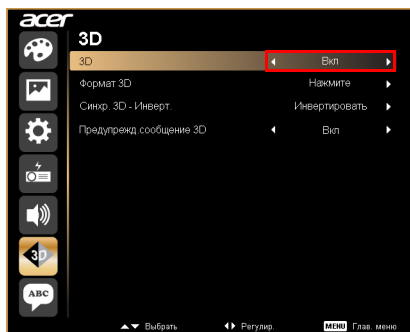 acer
3D
3D Вкл
Формат 3D Нажмите
Синхр. 3D - Инверт. Инвертировать
Предупрежд.сообщение 3D Вкл
3D
ABC
Выбрать Регулир. MENU Глав. меню